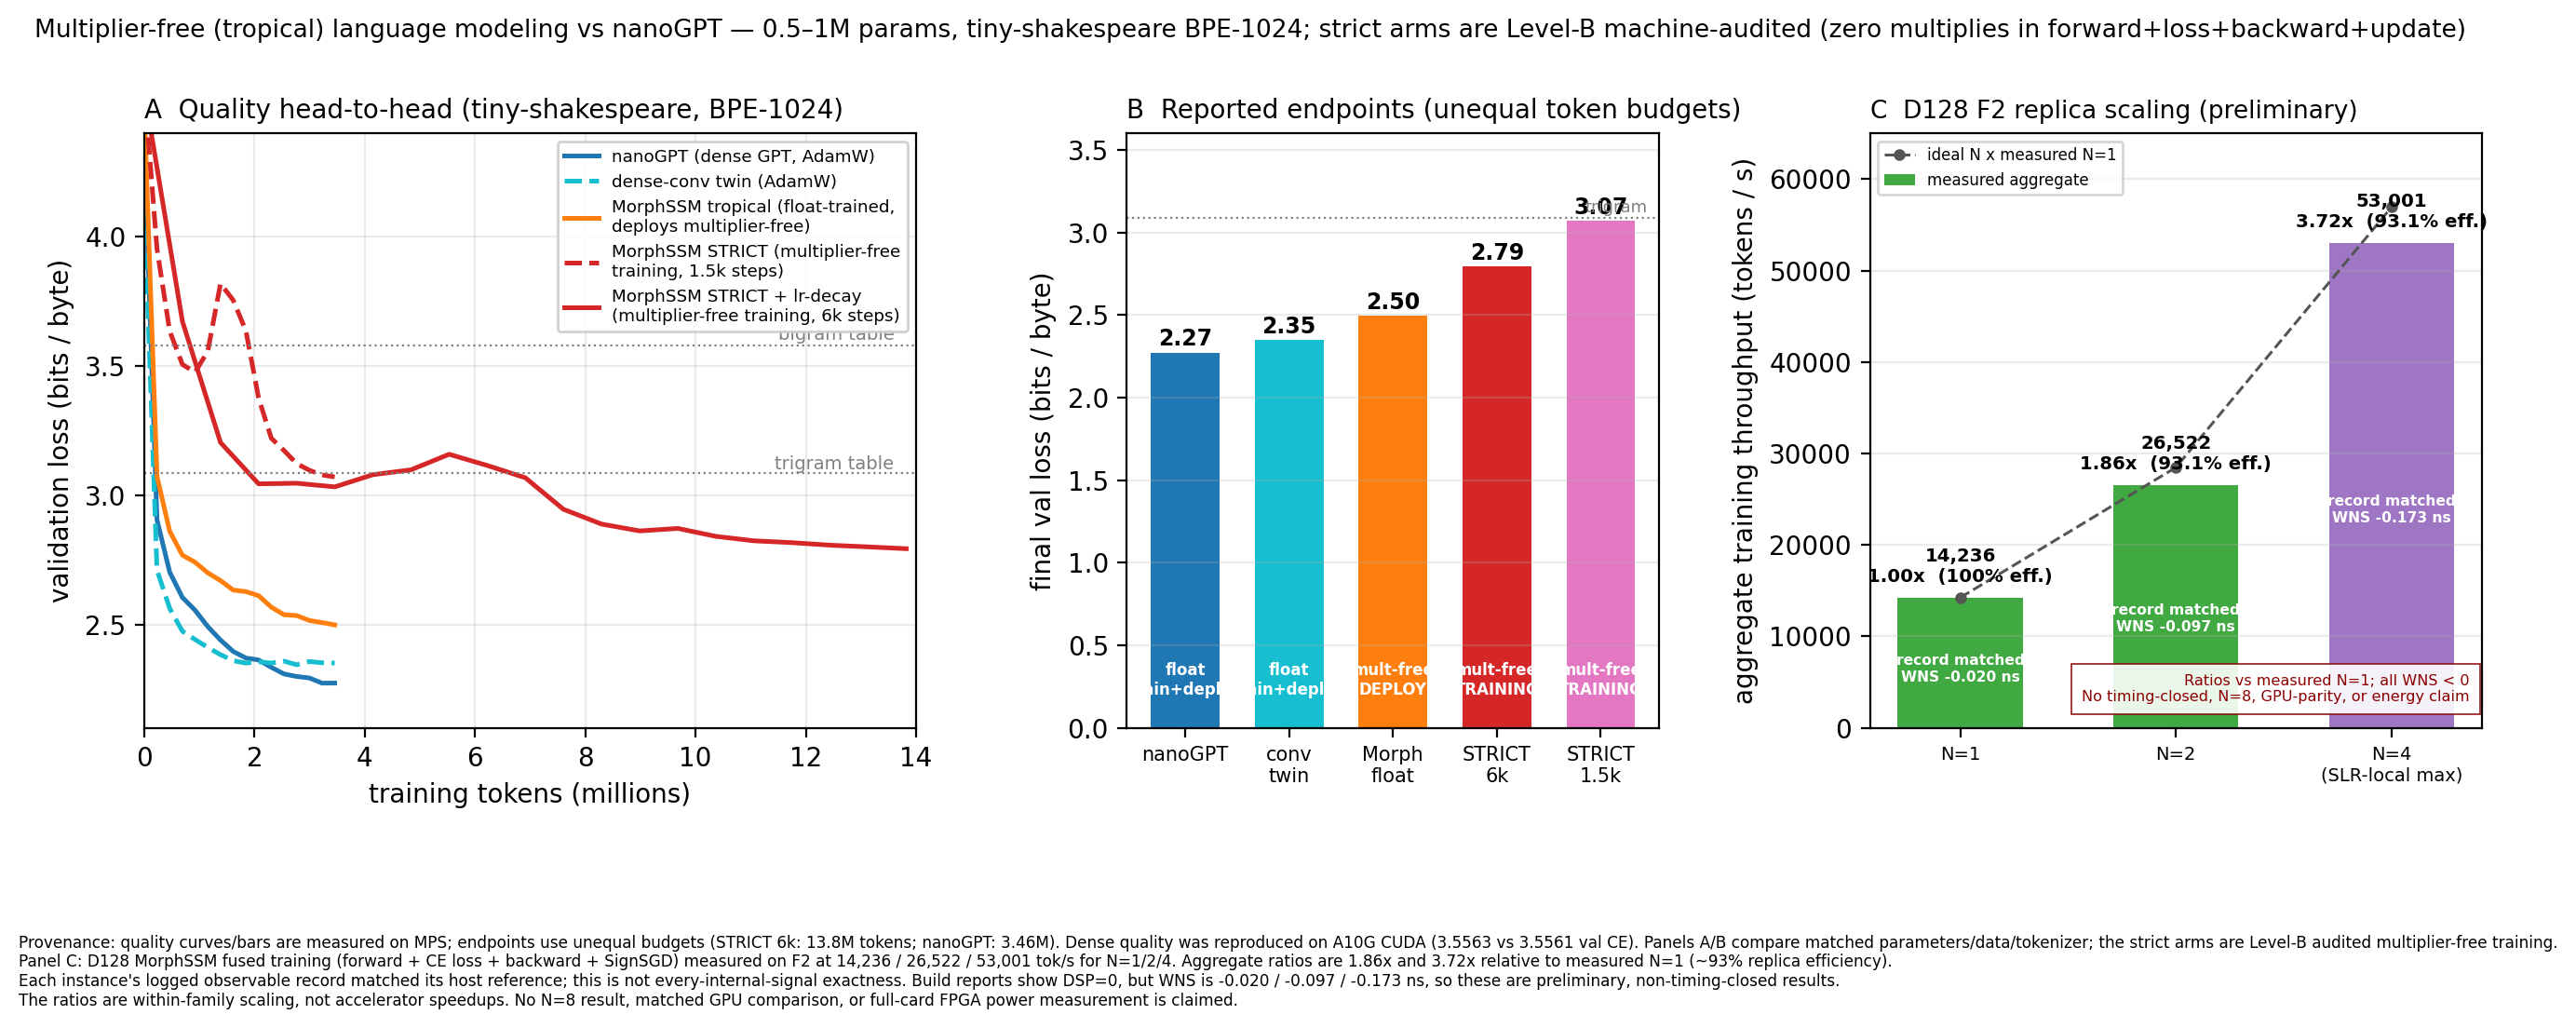 Multiplier-free (tropical) language modeling vs nanoGPT — 0.5–1M params, tiny-shakespeare BPE-1024; strict arms are Level-B machine-audited (zero multiplies in forward+loss+backward+update)
A Quality head-to-head (tiny-shakespeare, BPE-1024)
validation loss (bits / byte)
4.0
3.5
3.0
2.5
nanoGPT (dense GPT, AdamW)
dense-conv twin (AdamW)
MorphSSM tropical (float-trained,
deploys multiplier-free)
MorphSSM STRICT (multiplier-free
training, 1.5k steps)
MorphSSM STRICT + lr-decay
(multiplier-free training, 6k steps)
bigram table
trigram table
0 2 4 6 8 10 12 14
training tokens (millions)
B Reported endpoints (unequal token budgets)
final val loss (bits / byte)
3.5
3.0
2.5
2.0
1.5
1.0
0.5
0.0
trigram
2.27
2.35
2.50
2.79
3.07
float
ain+deplo
float
ain+deplo
mult-free
DEPLOY
mult-free
TRAINING
mult-free
TRAINING
nanoGPT
conv
twin
Morph
float
STRICT
6k
STRICT
1.5k
C D128 F2 replica scaling (preliminary)
aggregate training throughput (tokens / s)
60000
50000
40000
30000
20000
10000
0
ideal N x measured N=1
measured aggregate
14,236
1.00x (100% eff.)
record matched
WNS -0.020 ns
26,522
1.86x (93.1% eff.)
record matched
WNS -0.097 ns
53,001
3.72x (93.1% eff.)
record matched
WNS -0.173 ns
Ratios vs measured N=1; all WNS < 0
No timing-closed, N=8, GPU-parity, or energy claim
N=1
N=2
N=4
(SLR-local max)
Provenance: quality curves/bars are measured on MPS; endpoints use unequal budgets (STRICT 6k: 13.8M tokens; nanoGPT: 3.46M). Dense quality was reproduced on A10G CUDA (3.5563 vs 3.5561 val CE). Panels A/B compare matched parameters/data/tokenizer; the strict arms are Level-B audited multiplier-free training.
Panel C: D128 MorphSSM fused training (forward + CE loss + backward + SignSGD) measured on F2 at 14,236 / 26,522 / 53,001 tok/s for N=1/2/4. Aggregate ratios are 1.86x and 3.72x relative to measured N=1 (~93% replica efficiency).
Each instance's logged observable record matched its host reference; this is not every-internal-signal exactness. Build reports show DSP=0, but WNS is -0.020 / -0.097 / -0.173 ns, so these are preliminary, non-timing-closed results.
The ratios are within-family scaling, not accelerator speedups. No N=8 result, matched GPU comparison, or full-card FPGA power measurement is claimed.